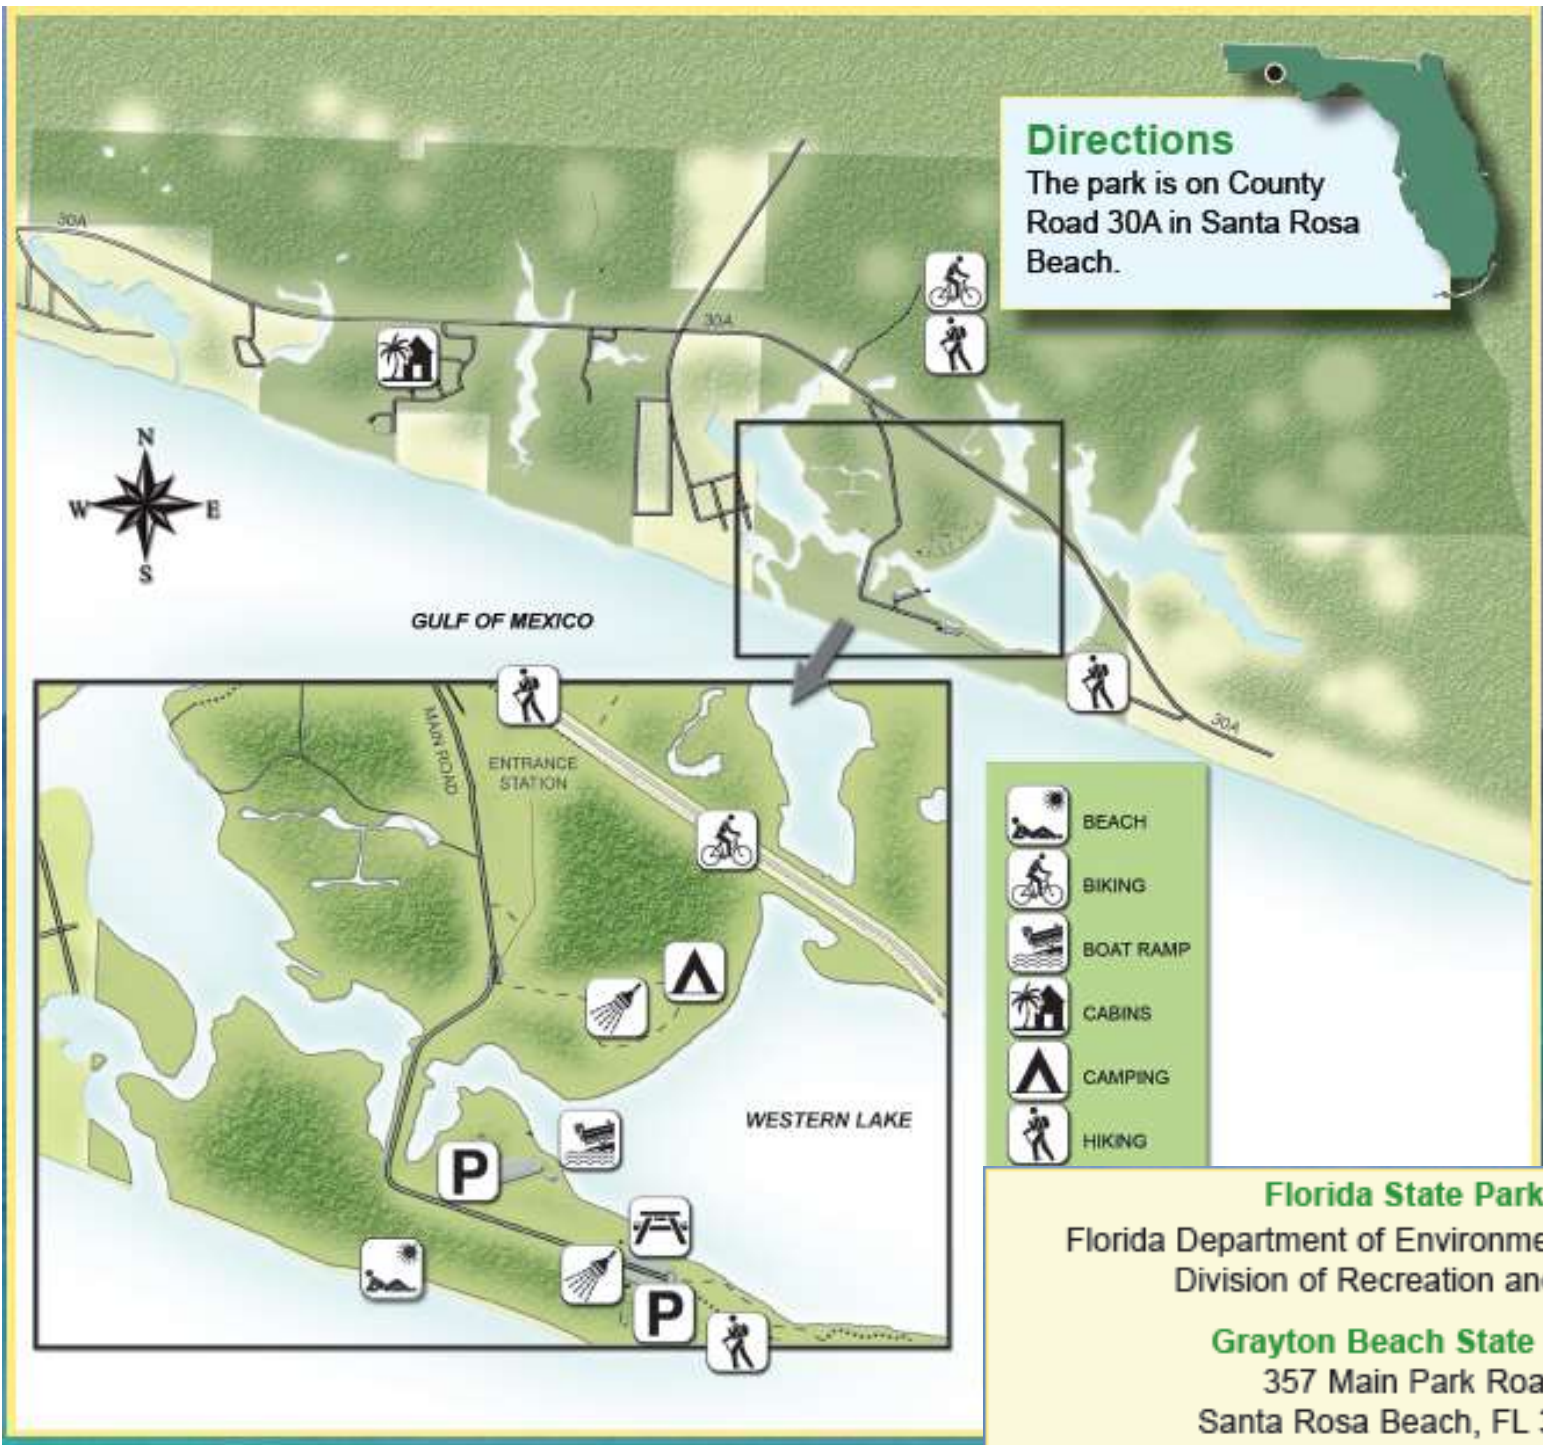 Directions
The park is on County
Road 30A in Santa Rosa
Beach.
30A
30A
N
W E
S
GULF OF MEXICO
30A
MAIN ROAD
ENTRANCE
STATION
P
WESTERN LAKE
P
BEACH
BIKING
BOAT RAMP
CABINS
CAMPING
HIKING
Florida State Park
Florida Department of Environme
Division of Recreation an
Grayton Beach State
357 Main Park Roa
Santa Rosa Beach, FL